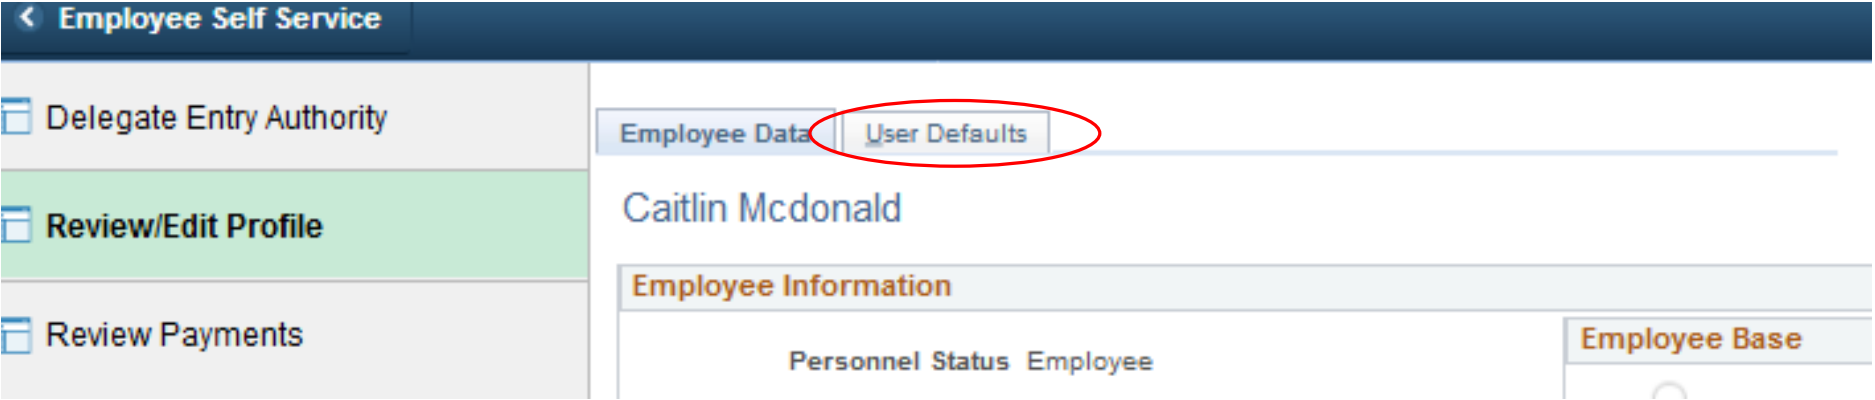 Employee Self Service
Delegate Entry Authority
Review/Edit Profile
Review Payments
Employee Data
User Defaults
Caitlin Mcdonald
Employee Information
Personnel Status Employee
Employee Base